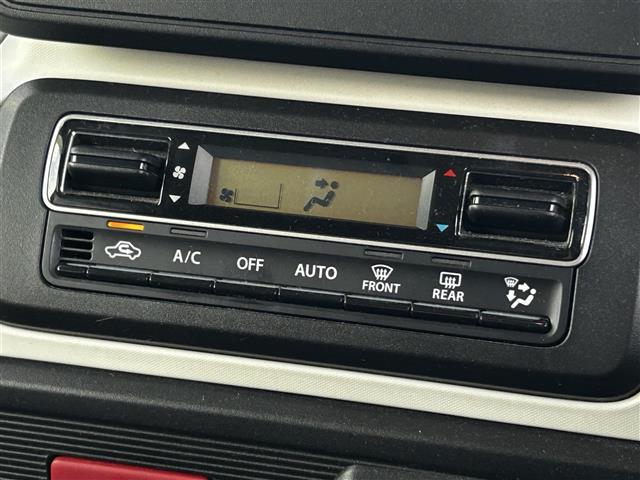 A/C OFF AUTO FRONT REAR